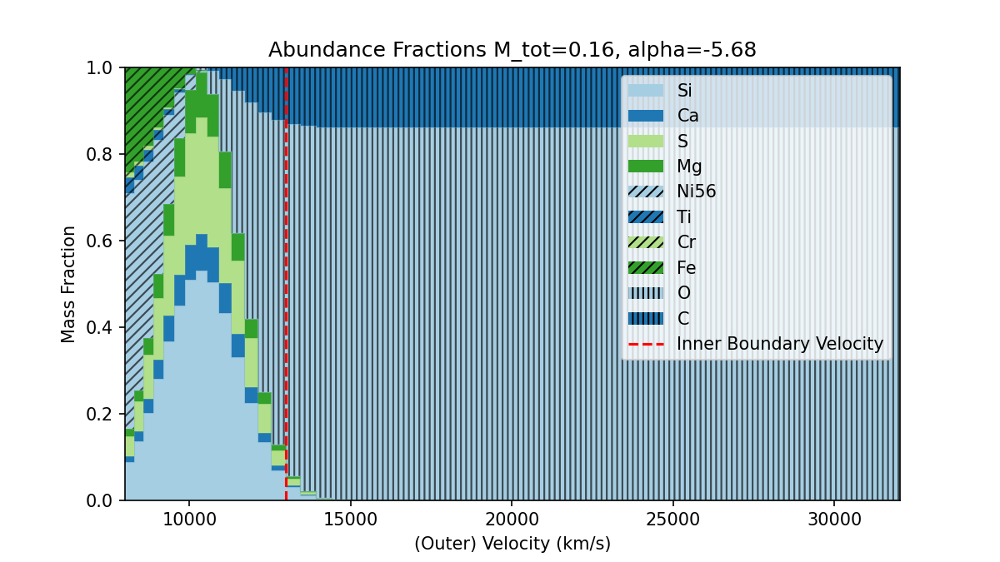 Abundance Fractions M_tot=0.16, alpha=-5.68
1.0
0.8
0.6
0.4
0.2
0.0
Mass Fraction
Si
Ca
S
Mg
Ni56
Ti
Cr
Fe
O
C
Inner Boundary Velocity
10000 15000 20000 25000 30000
(Outer) Velocity (km/s)